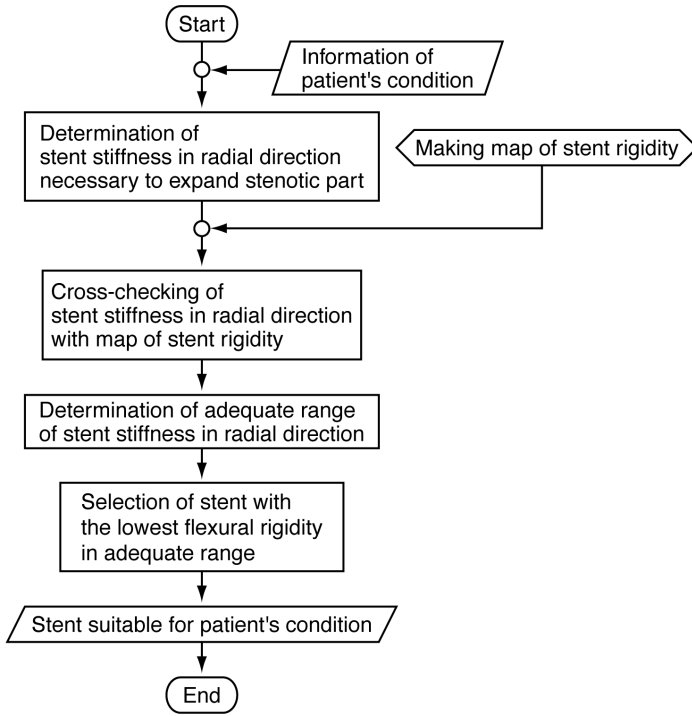 Start
Information of
patient's condition
Determination of
stent stiffness in radial direction
necessary to expand stenotic part
Making map of stent rigidity
Cross-checking of
stent stiffness in radial direction
with map of stent rigidity
Determination of adequate range
of stent stiffness in radial direction
Selection of stent with
the lowest flexural rigidity
in adequate range
Stent suitable for patient's condition
End